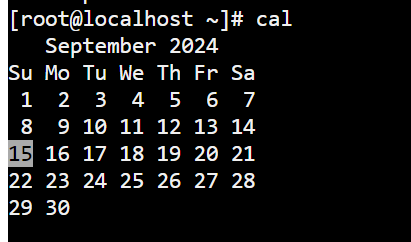 [root@localhost ~]# cal
   September 2024
Su Mo Tu We Th Fr Sa
 1  2  3  4  5  6  7
 8  9 10 11 12 13 14
15 16 17 18 19 20 21
22 23 24 25 26 27 28
29 30